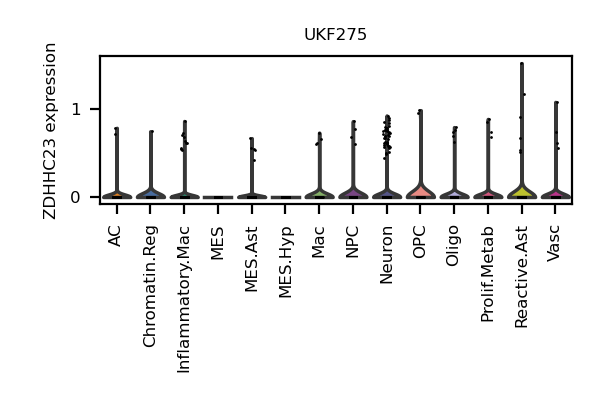 UKF275
ZDHHC23 expression
1
0
AC
Chromatin.Reg
Inflammatory.Mac
MES
MES.Ast
MES.Hyp
Mac
NPC
Neuron
OPC
Oligo
Prolif.Metab
Reactive.Ast
Vasc